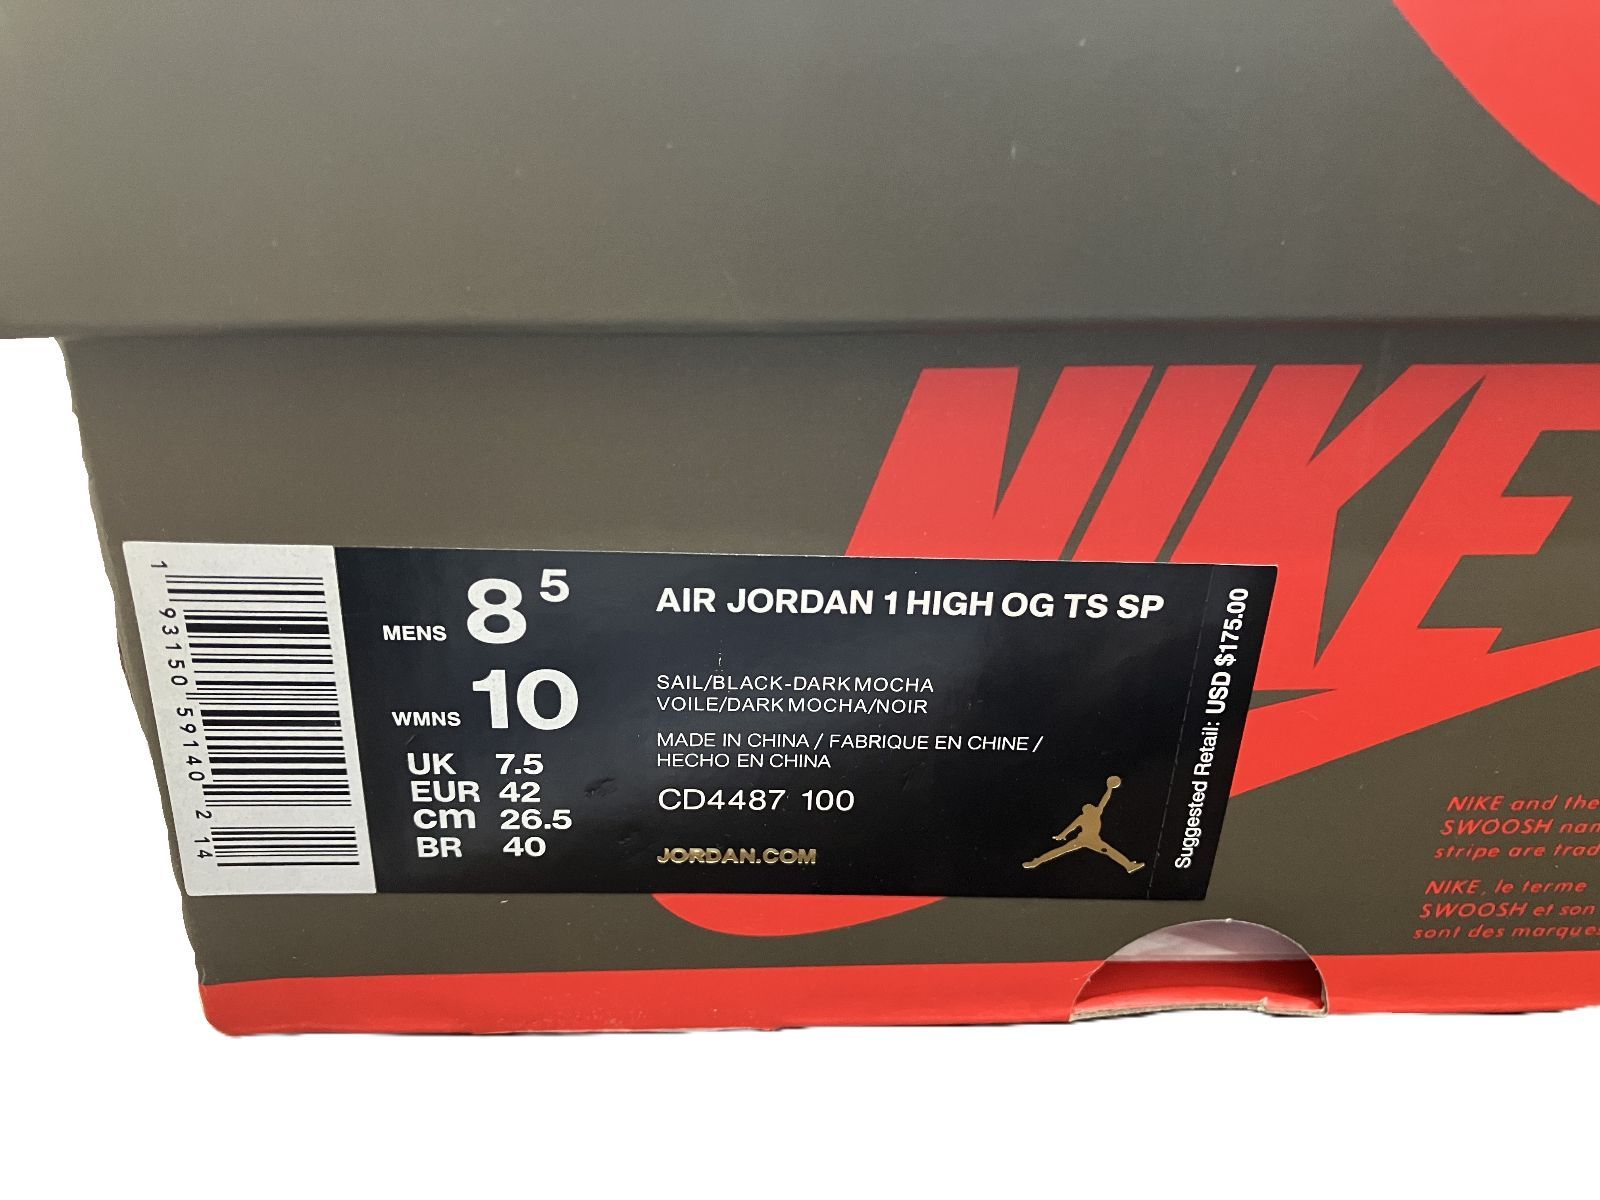 NIKE
1 93150 59140 2 14
MENS 8 5
WMNS 10
UK 7.5
EUR 42
cm 26.5
BR 40
AIR JORDAN 1 HIGH OG TS SP
SAIL/BLACK-DARK MOCHA
VOILE/DARK MOCHA/NOIR
MADE IN CHINA / FABRIQUE EN CHINE /
HECHO EN CHINA
CD4487 100
JORDAN.COM
Suggested Retail: USD $175.00
NIKE and the
SWOOSH
stripe are
NIKE, le terme
SWOOSH et son
sont des